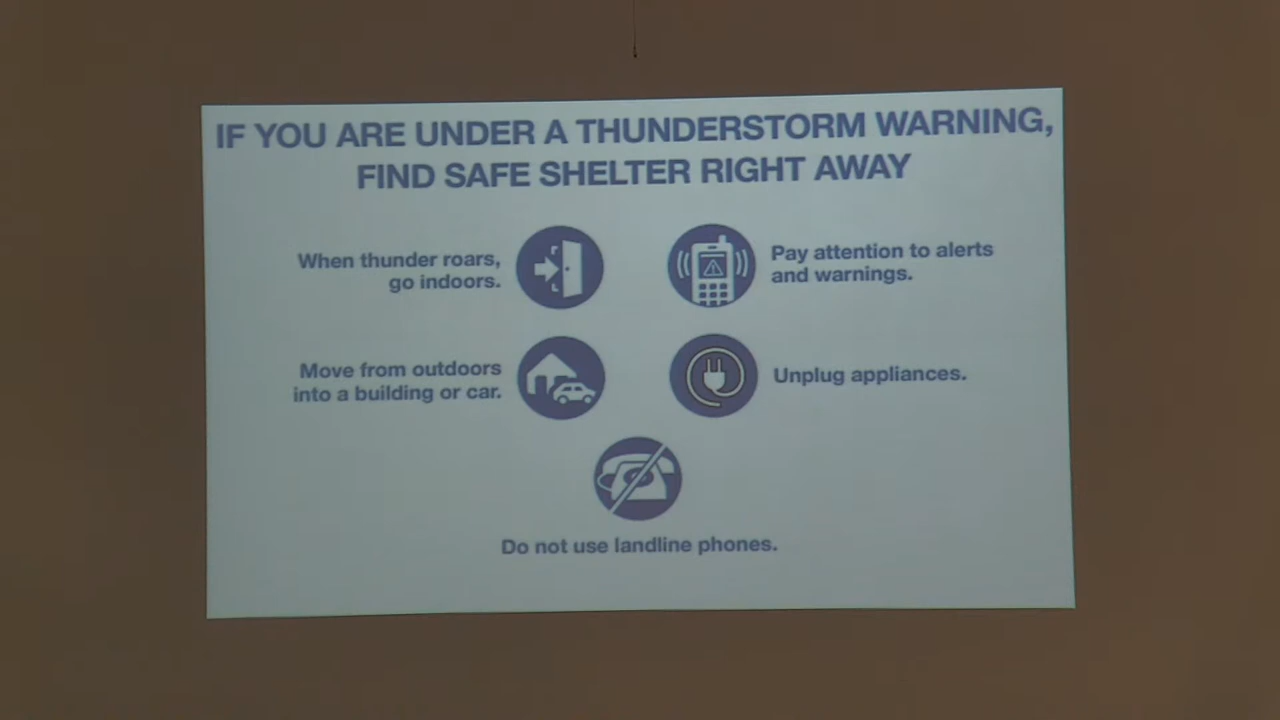 IF YOU ARE UNDER A THUNDERSTORM WARNING,
FIND SAFE SHELTER RIGHT AWAY
When thunder roars,
go indoors.
Pay attention to alerts
and warnings.
Move from outdoors
into a building or car.
Unplug appliances.
Do not use landline phones.